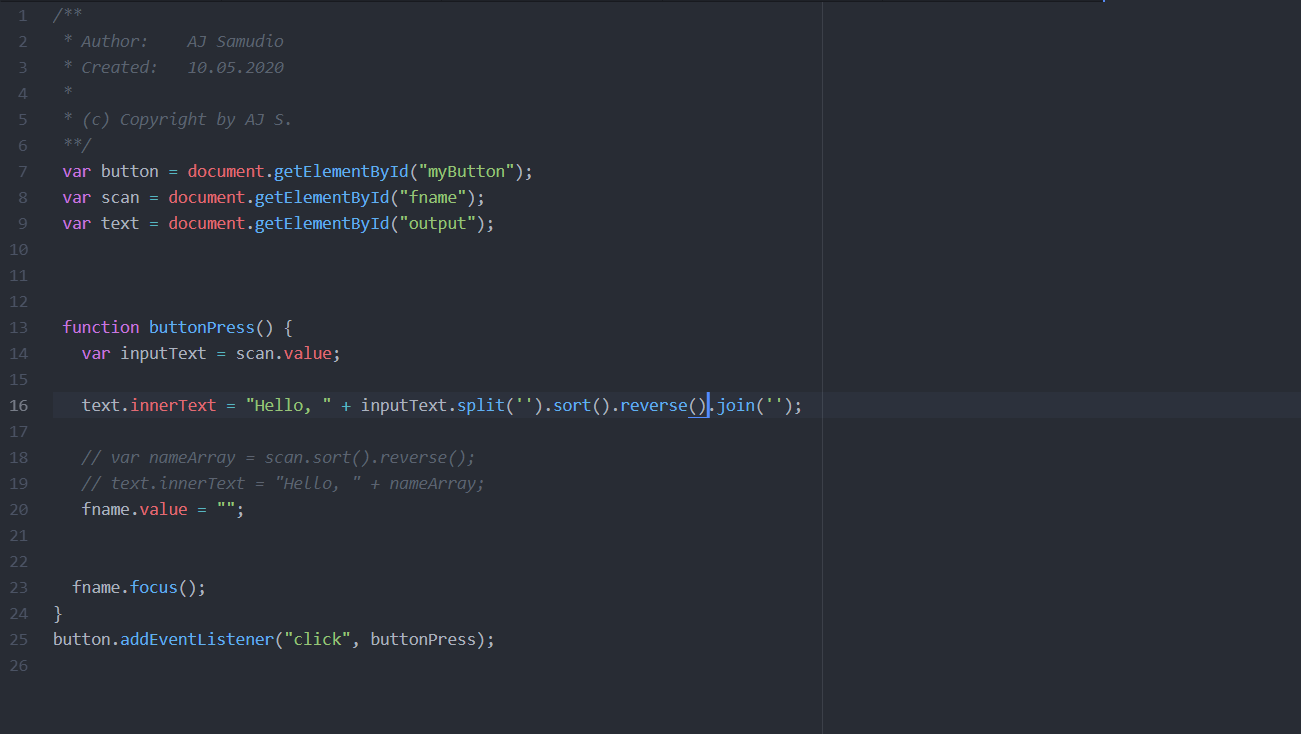 1 /**
2  * Author:    AJ Samudio
3  * Created:   10.05.2020
4  *
5  * (c) Copyright by AJ S.
6  **/
7  var button = document.getElementById("myButton");
8  var scan = document.getElementById("fname");
9  var text = document.getElementById("output");
10
11
12
13  function buttonPress() {
14    var inputText = scan.value;
15
16    text.innerText = "Hello, " + inputText.split('').sort().reverse().join('');
17
18    // var nameArray = scan.sort().reverse();
19    // text.innerText = "Hello, " + nameArray;
20    fname.value = "";
21
22
23   fname.focus();
24 }
25 button.addEventListener("click", buttonPress);
26